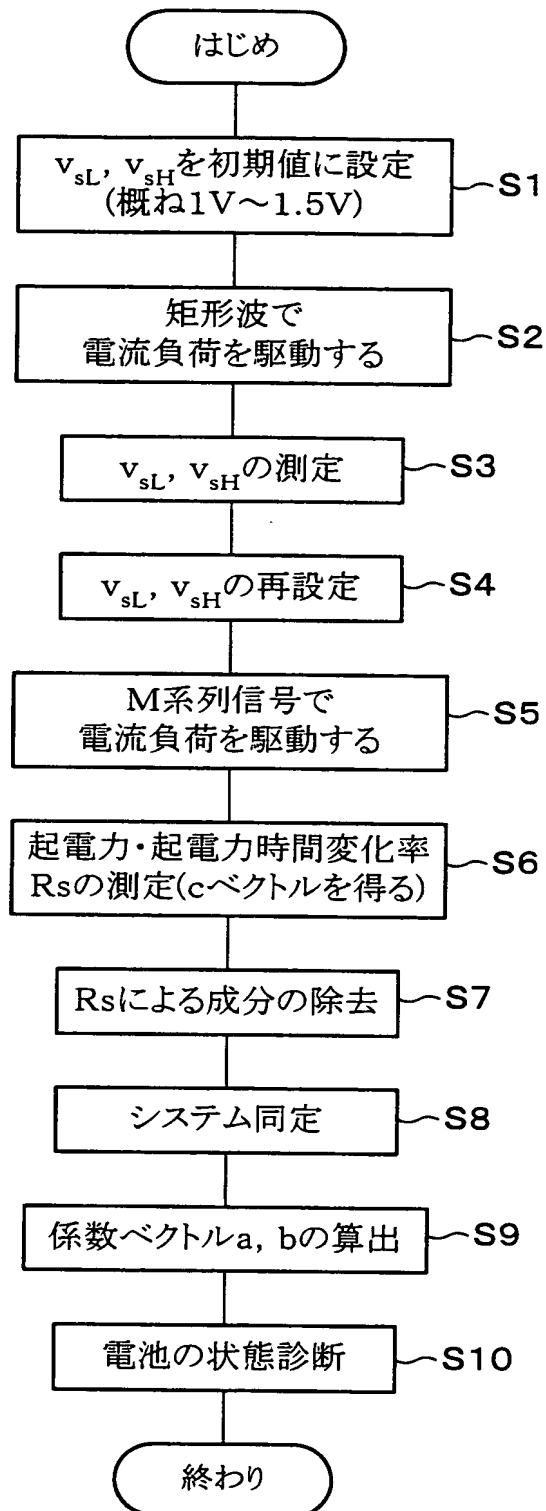 はじめ
v_sL, v_sHを初期値に設定
(概ね1V～1.5V)
S1
矩形波で
電流負荷を駆動する
S2
v_sL, v_sHの測定
S3
v_sL, v_sHの再設定
S4
M系列信号で
電流負荷を駆動する
S5
起電力・起電力時間変化率
Rsの測定(cベクトルを得る)
S6
Rsによる成分の除去
S7
システム同定
S8
係数ベクトルa, bの算出
S9
電池の状態診断
S10
終わり